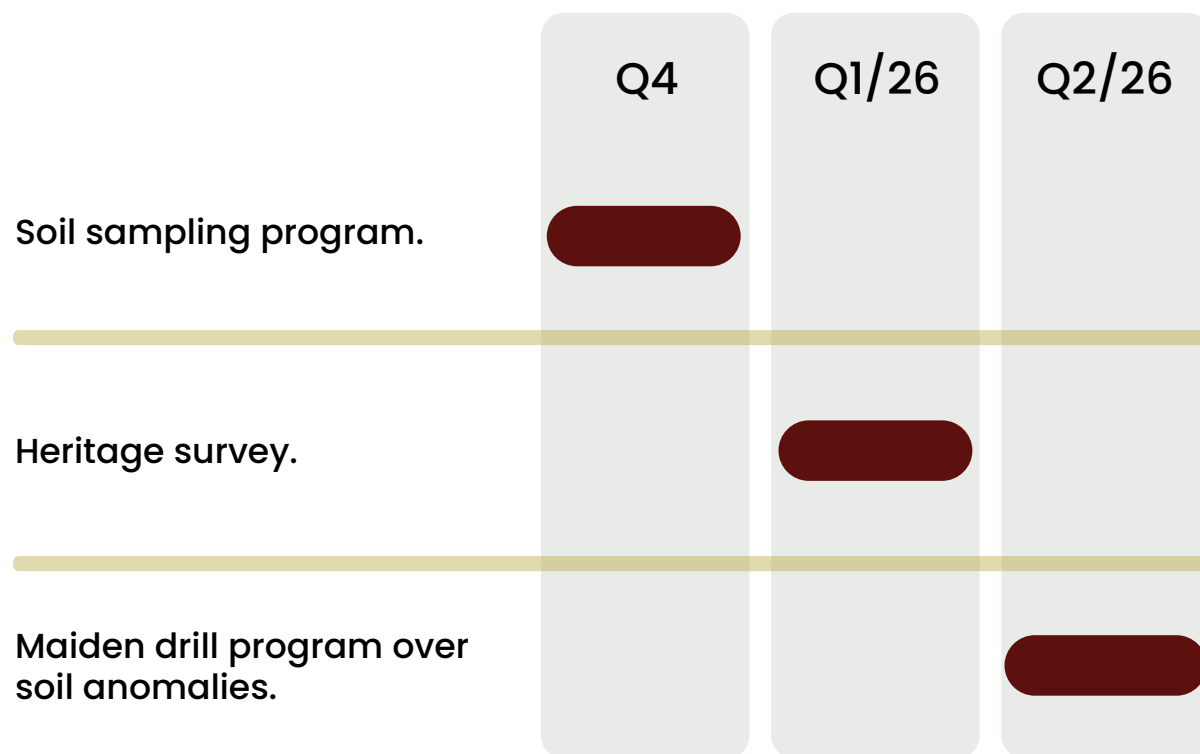 Q4 Q1/26 Q2/26
Soil sampling program.
Heritage survey.
Maiden drill program over
soil anomalies.